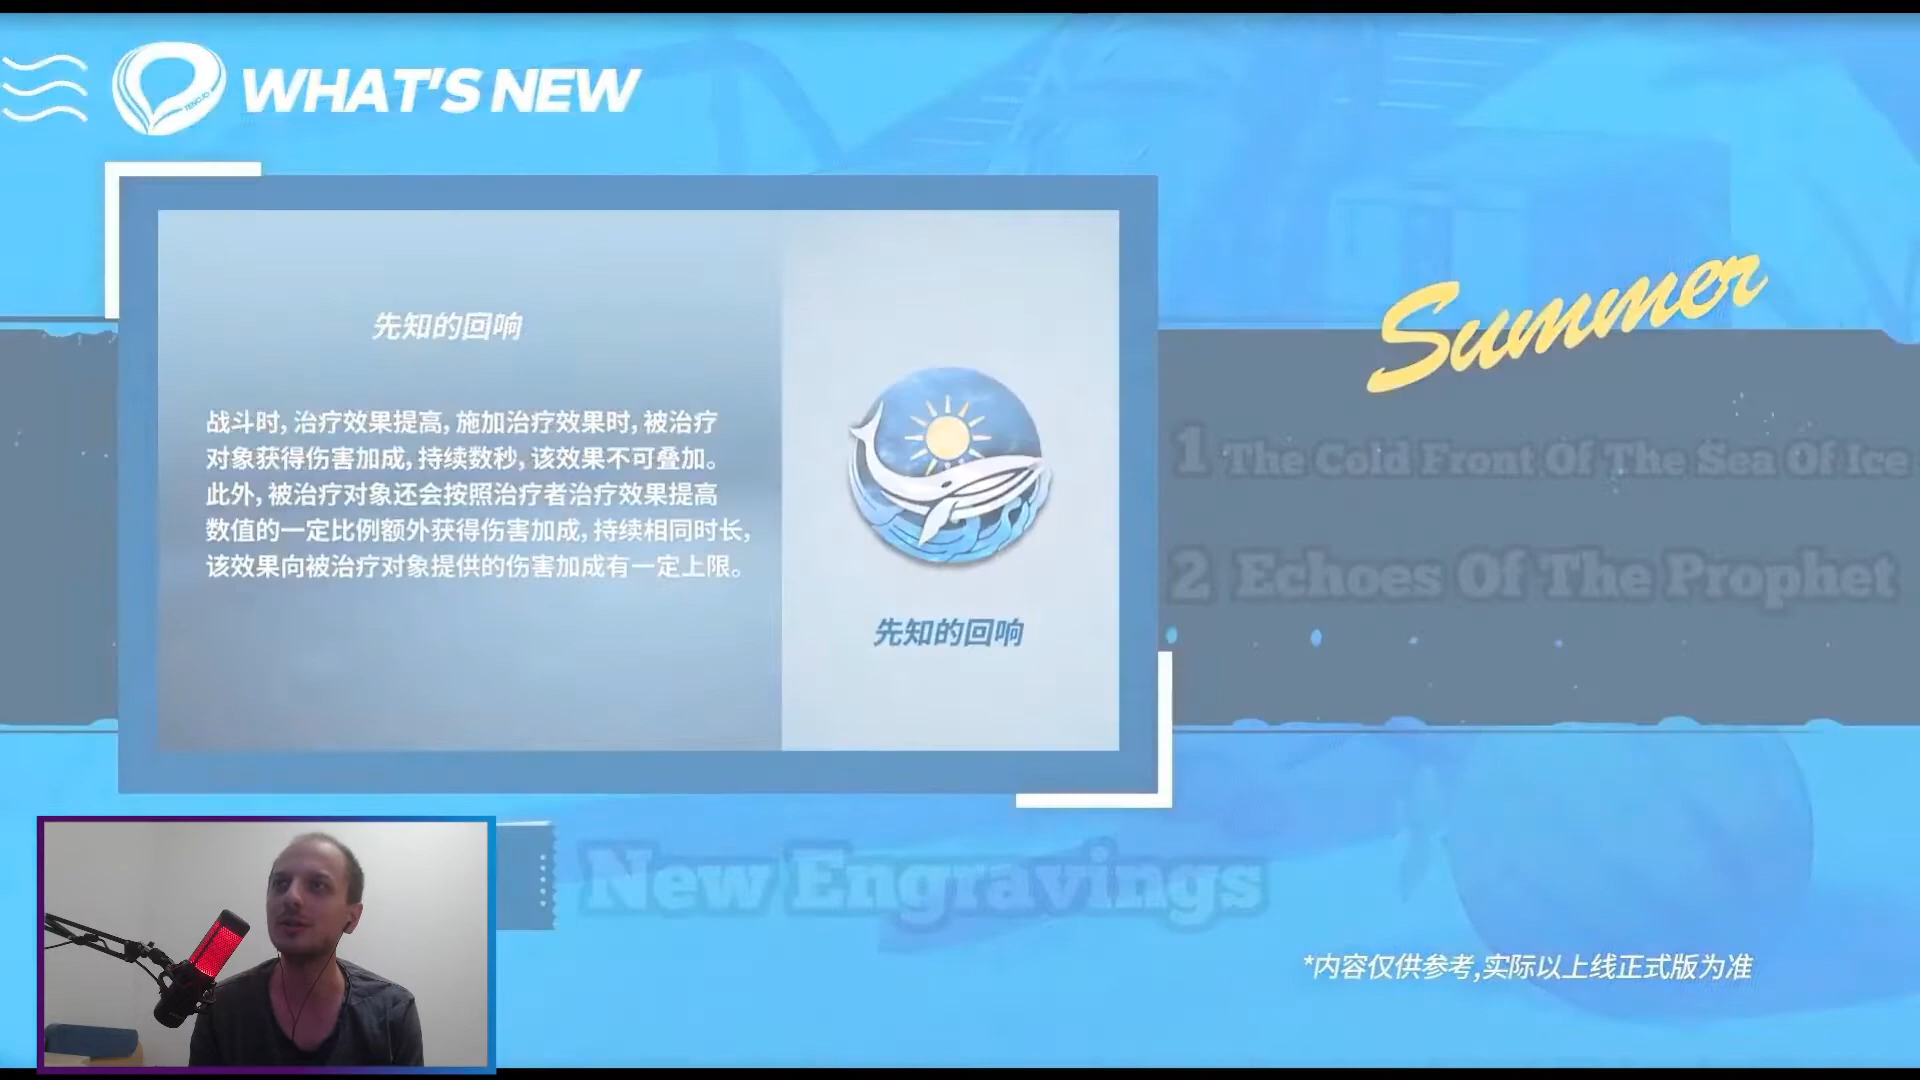 WHAT'S NEW
TENOJO
先知的回响
战斗时,治疗效果提高,施加治疗效果时,被治疗
对象获得伤害加成,持续数秒,该效果不可叠加。
此外,被治疗对象还会按照治疗者治疗效果提高
数值的一定比例额外获得伤害加成,持续相同时长,
该效果向被治疗对象提供的伤害加成有一定上限。
先知的回响
Summer
1 The Cold Front Of The Sea Of Ice
2 Echoes Of The Prophet
New Engravings
*内容仅供参考,实际以上线正式版为准